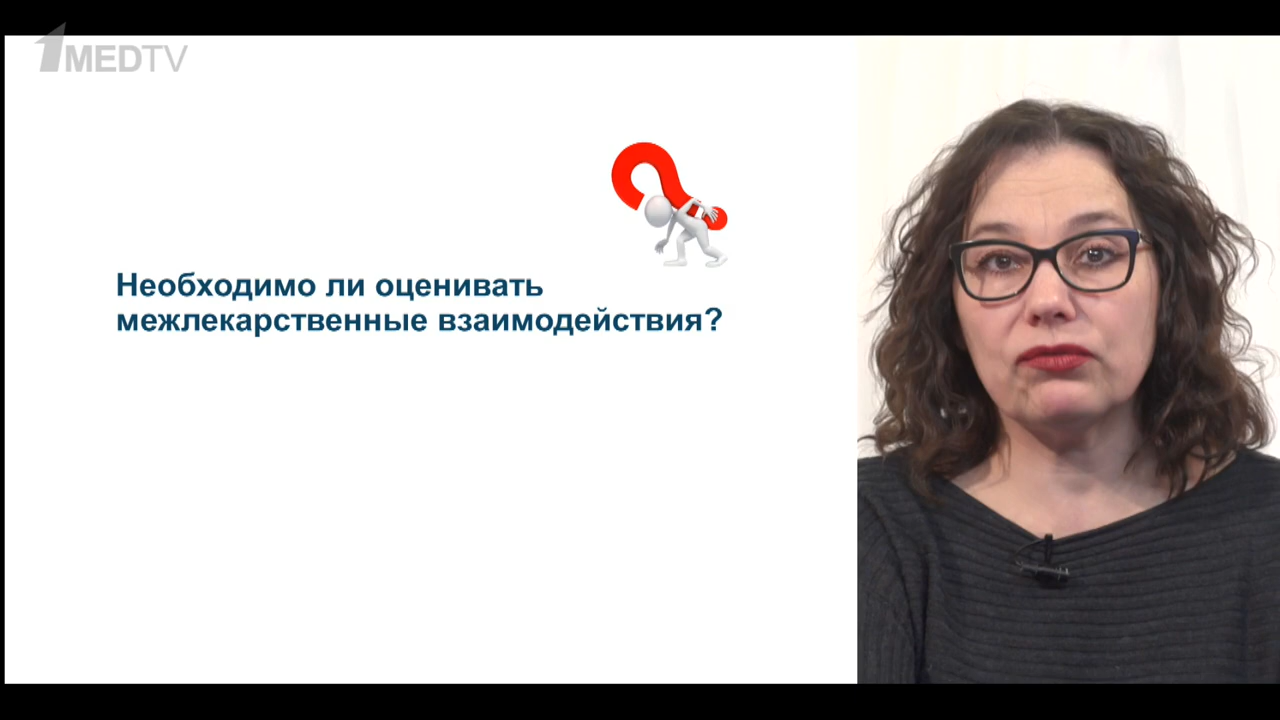 1MEDTV
Необходимо ли оценивать
межлекарственные взаимодействия?